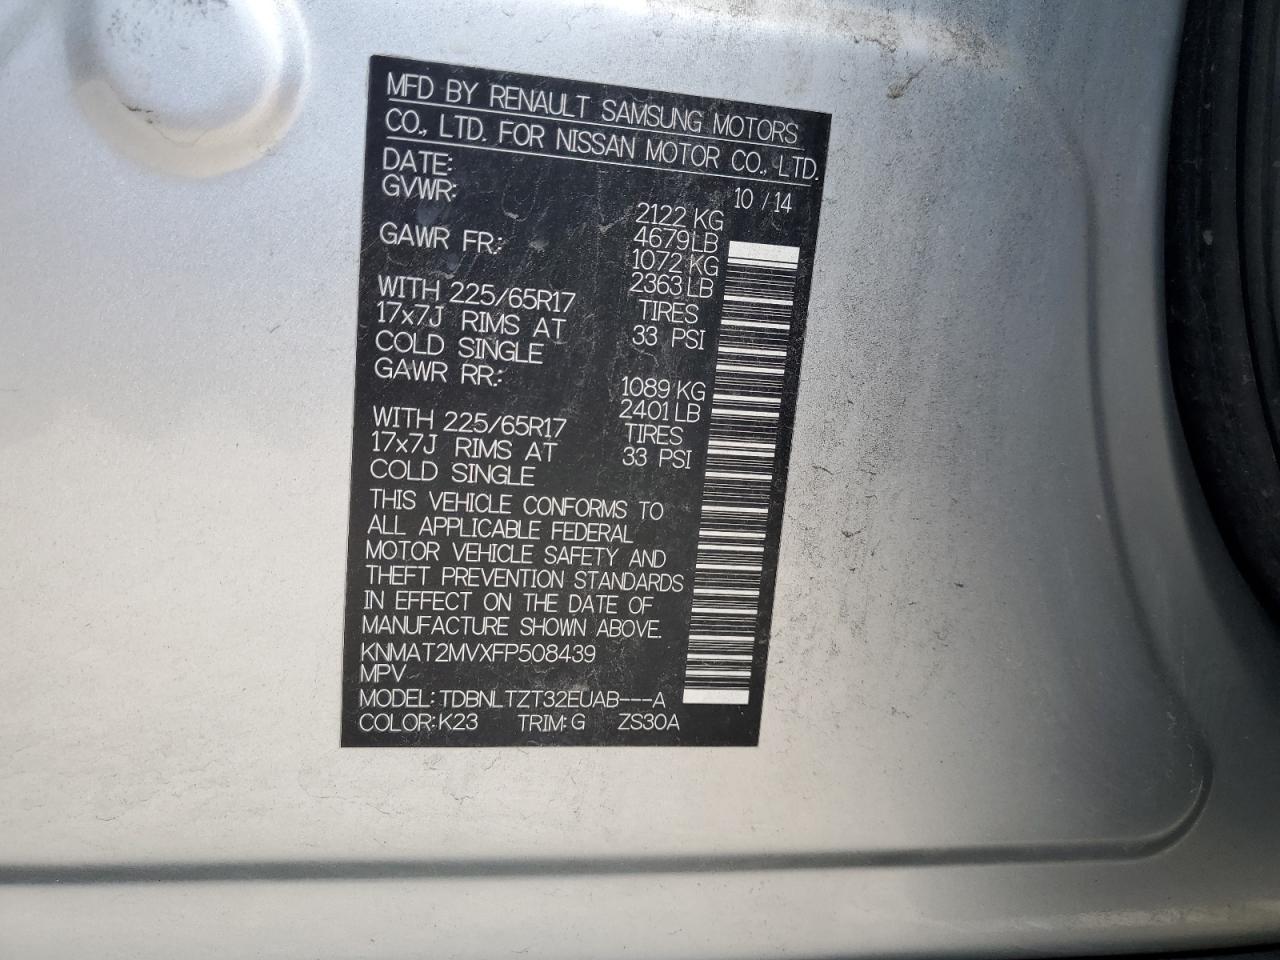 MFD BY RENAULT SAMSUNG MOTORS
CO., LTD. FOR NISSAN MOTOR CO., LTD.
DATE: 10 / 14
GVWR: 2122 KG
4679 LB
GAWR FR: 1072 KG
2363 LB
WITH 225/65R17 TIRES
17x7J RIMS AT 33 PSI
COLD SINGLE
GAWR RR: 1089 KG
2401 LB
WITH 225/65R17 TIRES
17x7J RIMS AT 33 PSI
COLD SINGLE
THIS VEHICLE CONFORMS TO
ALL APPLICABLE FEDERAL
MOTOR VEHICLE SAFETY AND
THEFT PREVENTION STANDARDS
IN EFFECT ON THE DATE OF
MANUFACTURE SHOWN ABOVE.
KNMAT2MVXFP508439
MPV
MODEL: TDBNLTZT32EUAB---A
COLOR: K23 TRIM: G ZS30A